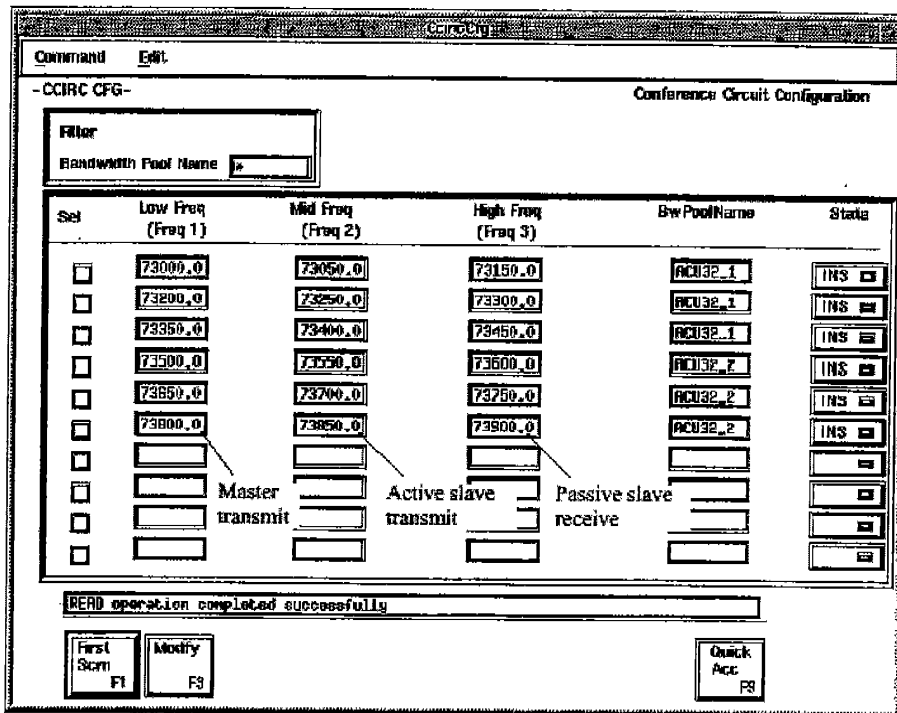 CcircCfg
Command Edit
-CCIRC CFG-
Conference Circuit Configuration
Filter
Bandwidth Pool Name *
Sel Low Freq (Freq 1) Mid Freq (Freq 2) High Freq (Freq 3) BwPoolName State
73000.0 73050.0 73150.0 ACU32_1 INS
73200.0 73250.0 73300.0 ACU32_1 INS
73350.0 73400.0 73450.0 ACU32_1 INS
73500.0 73550.0 73600.0 INS
73650.0 73700.0 73750.0 ACU32_2 INS
73800.0 73850.0 73900.0 ACU32_2 INS
Master transmit
Active slave transmit
Passive slave receive
READ operation completed successfully
First Scrn F1
Modify F3
Quick Acc F9